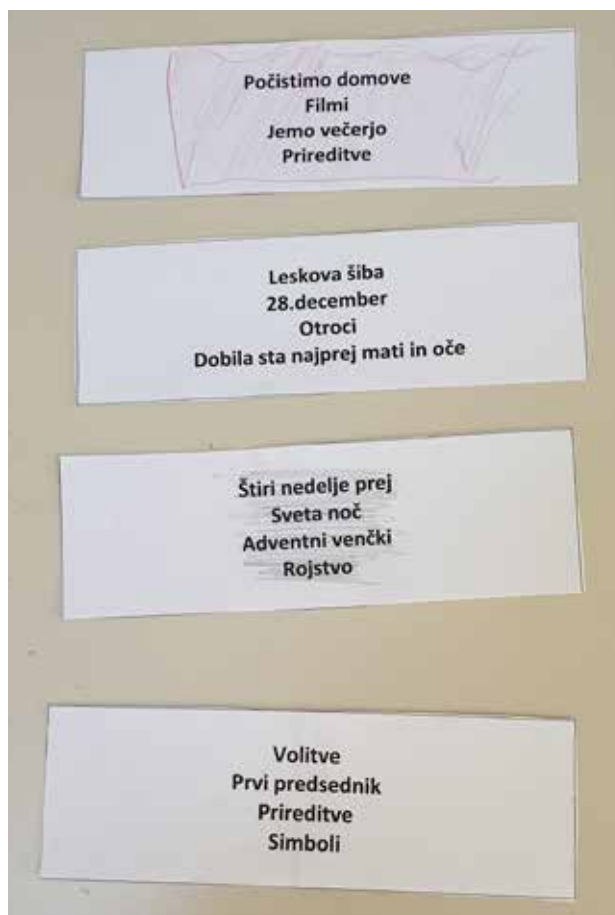 Počistimo domove
Filmi
Jemo večerjo
Prireditve
Leskova šiba
28.december
Otroci
Dobila sta najprej mati in oče
Štiri nedelje prej
Sveta noč
Adventni venčki
Rojstvo
Volitve
Prvi predsednik
Prireditve
Simboli